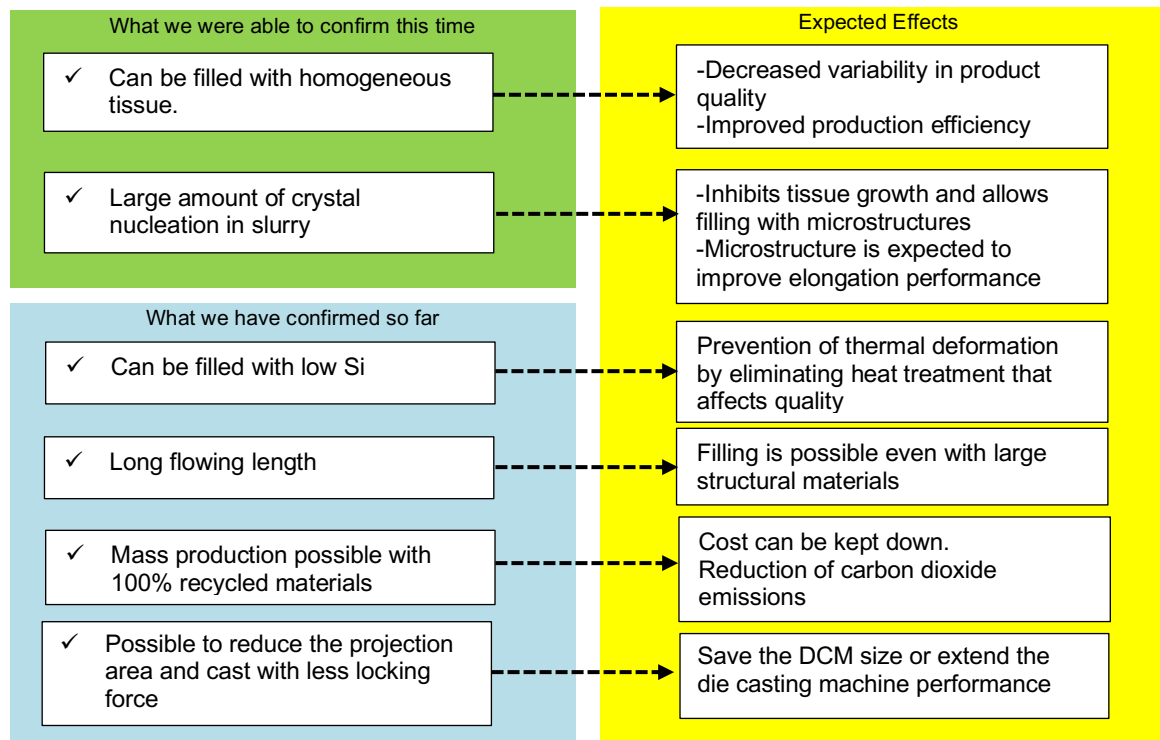 What we were able to confirm this time
✓ Can be filled with homogeneous
tissue.
✓ Large amount of crystal
nucleation in slurry
What we have confirmed so far
✓ Can be filled with low Si
✓ Long flowing length
✓ Mass production possible with
100% recycled materials
✓ Possible to reduce the projection
area and cast with less locking
force
Expected Effects
-Decreased variability in product
quality
-Improved production efficiency
-Inhibits tissue growth and allows
filling with microstructures
-Microstructure is expected to
improve elongation performance
Prevention of thermal deformation
by eliminating heat treatment that
affects quality
Filling is possible even with large
structural materials
Cost can be kept down.
Reduction of carbon dioxide
emissions
Save the DCM size or extend the
die casting machine performance